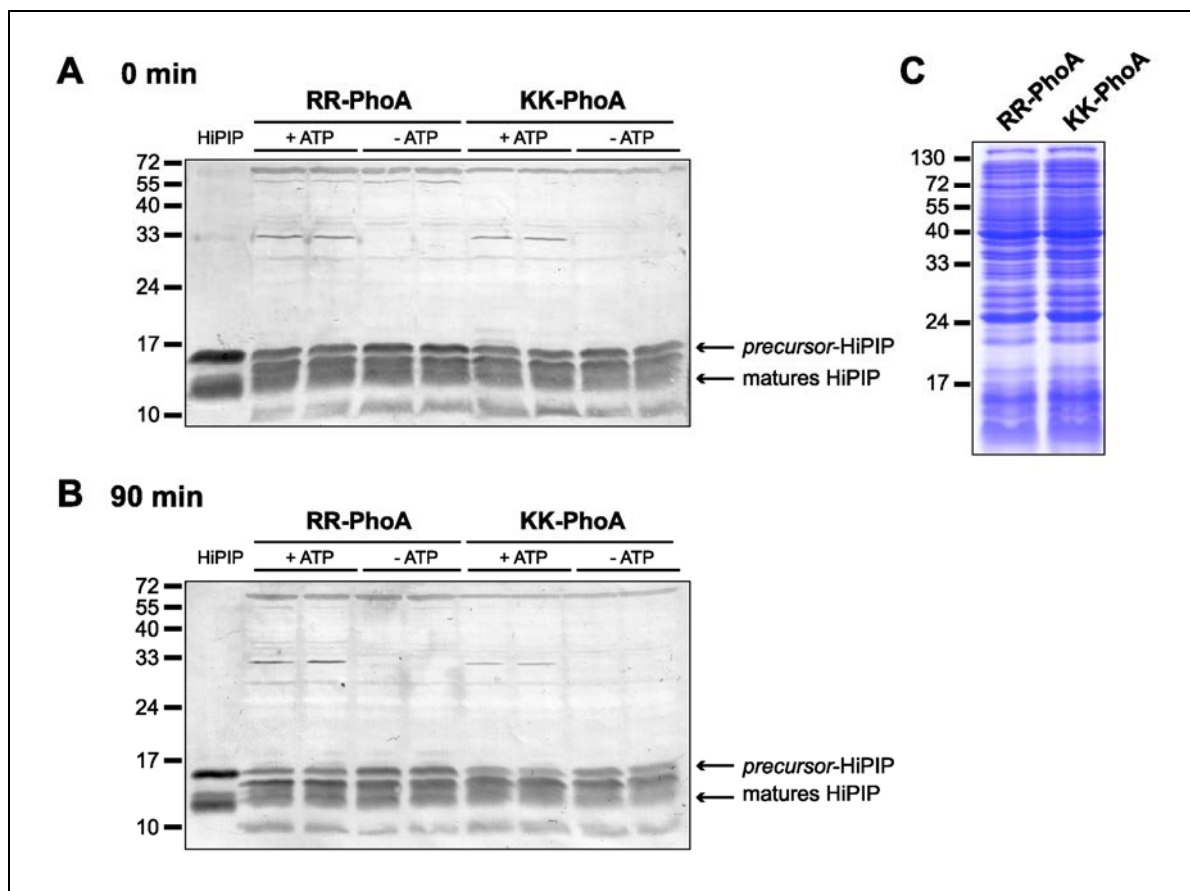 A 0 min
RR-PhoA KK-PhoA
HiPIP + ATP - ATP + ATP - ATP
72
55
40
33
24
17
10
precursor-HiPIP
matures HiPIP
C
RR-PhoA KK-PhoA
130
72
55
40
33
24
17
B 90 min
RR-PhoA KK-PhoA
HiPIP + ATP - ATP + ATP - ATP
72
55
40
33
24
17
10
precursor-HiPIP
matures HiPIP